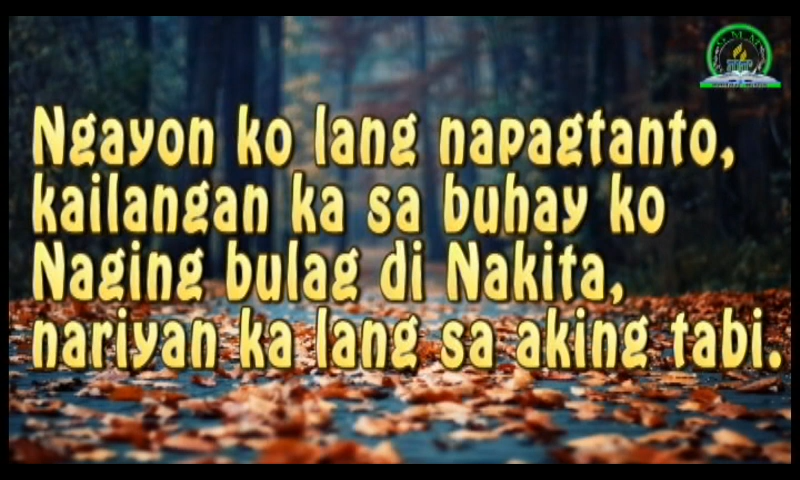 Ngayon ko lang napagtanto,
kailangan ka sa buhay ko
Naging bulag di Nakita,
nariyan ka lang sa aking tabi.